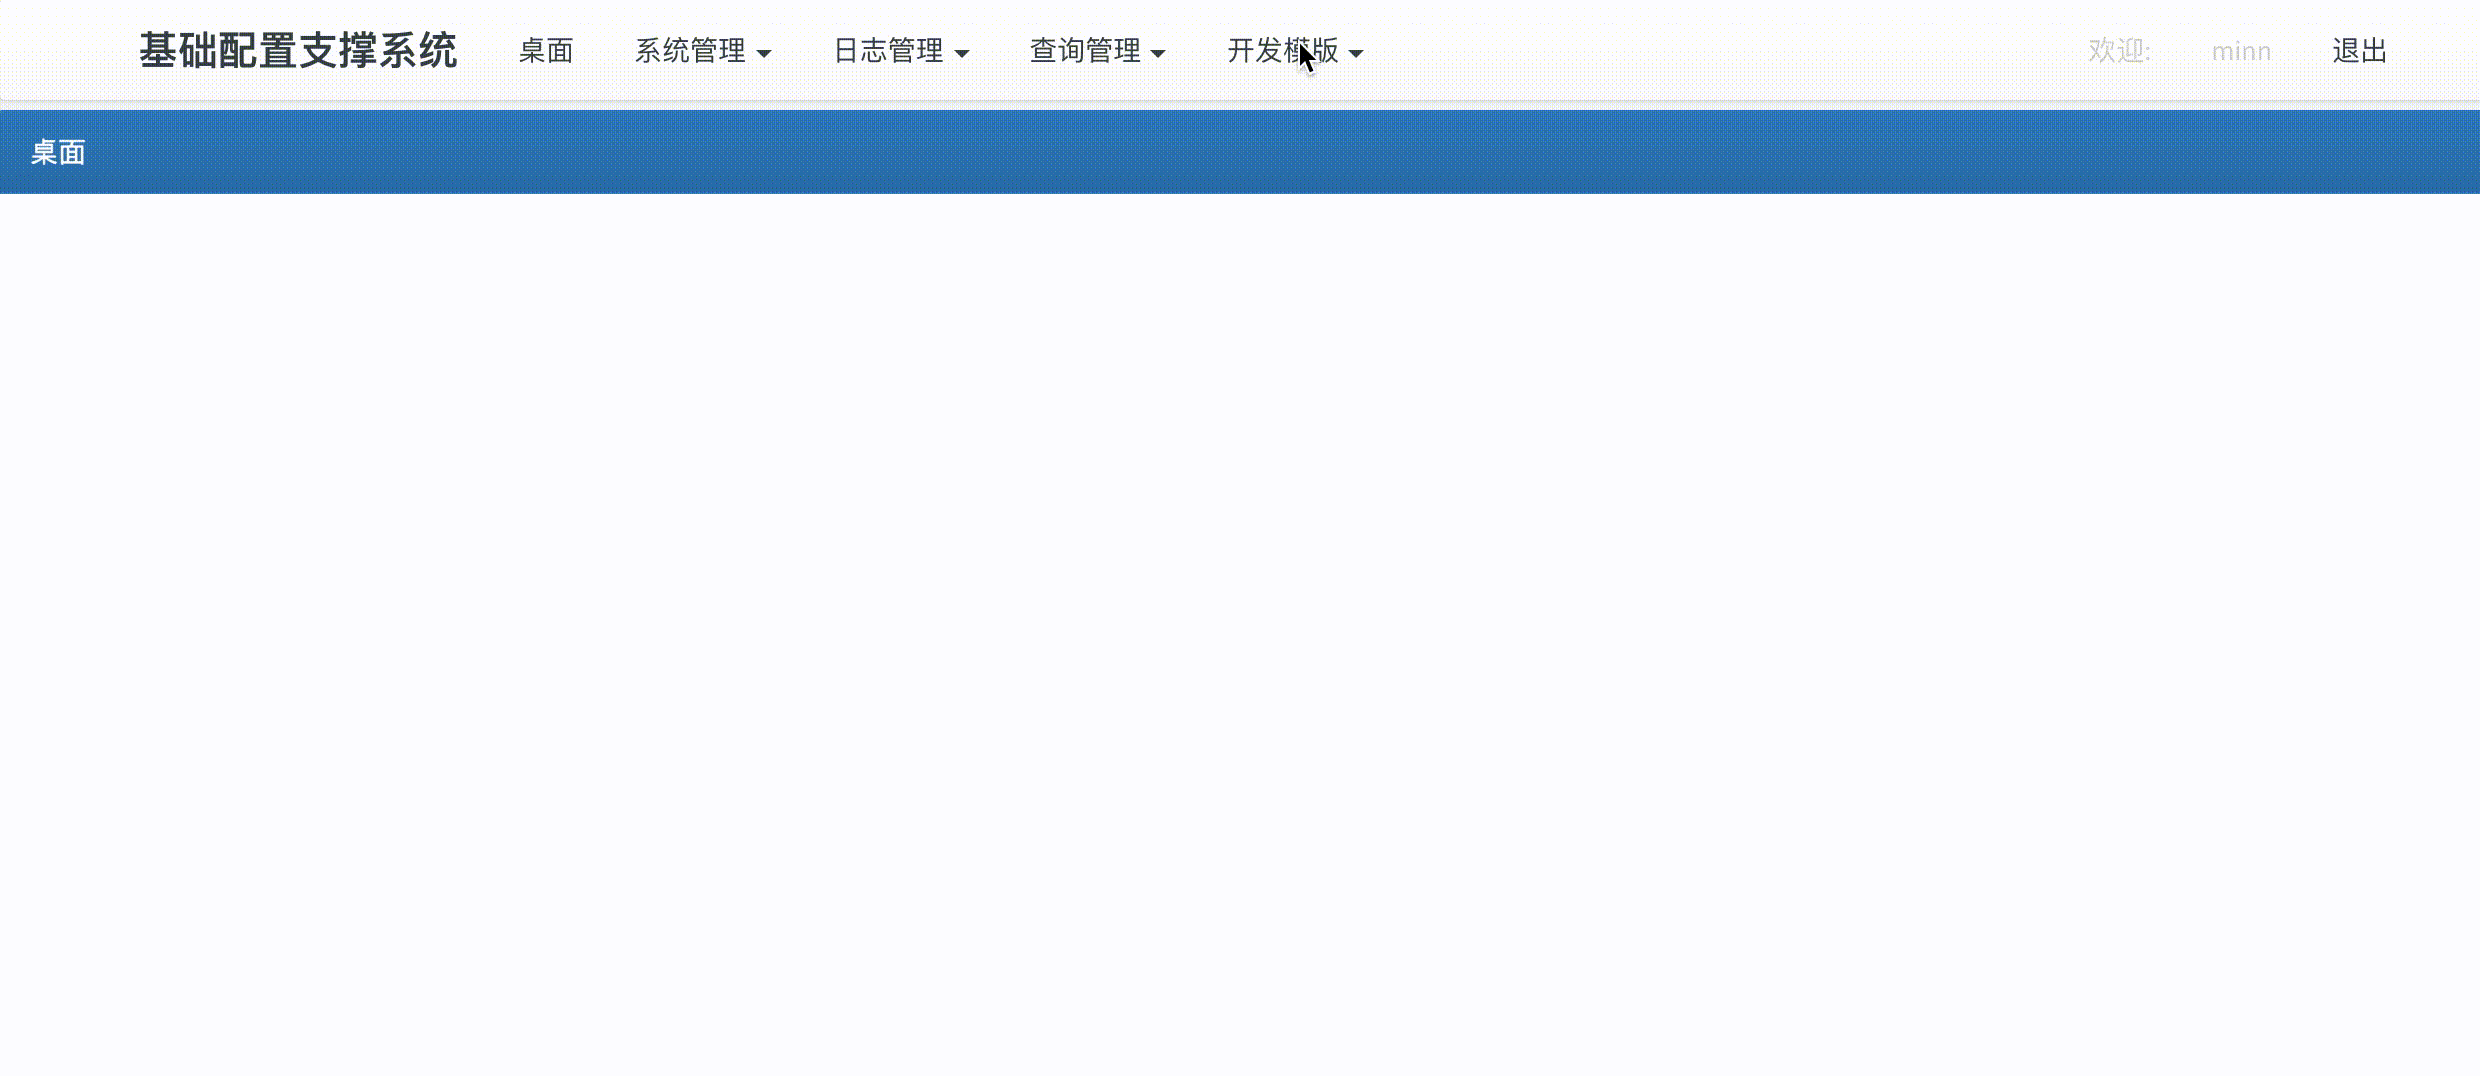 基础配置支撑系统 桌面 系统管理 日志管理 查询管理 开发模版 欢迎: minn 退出
桌面